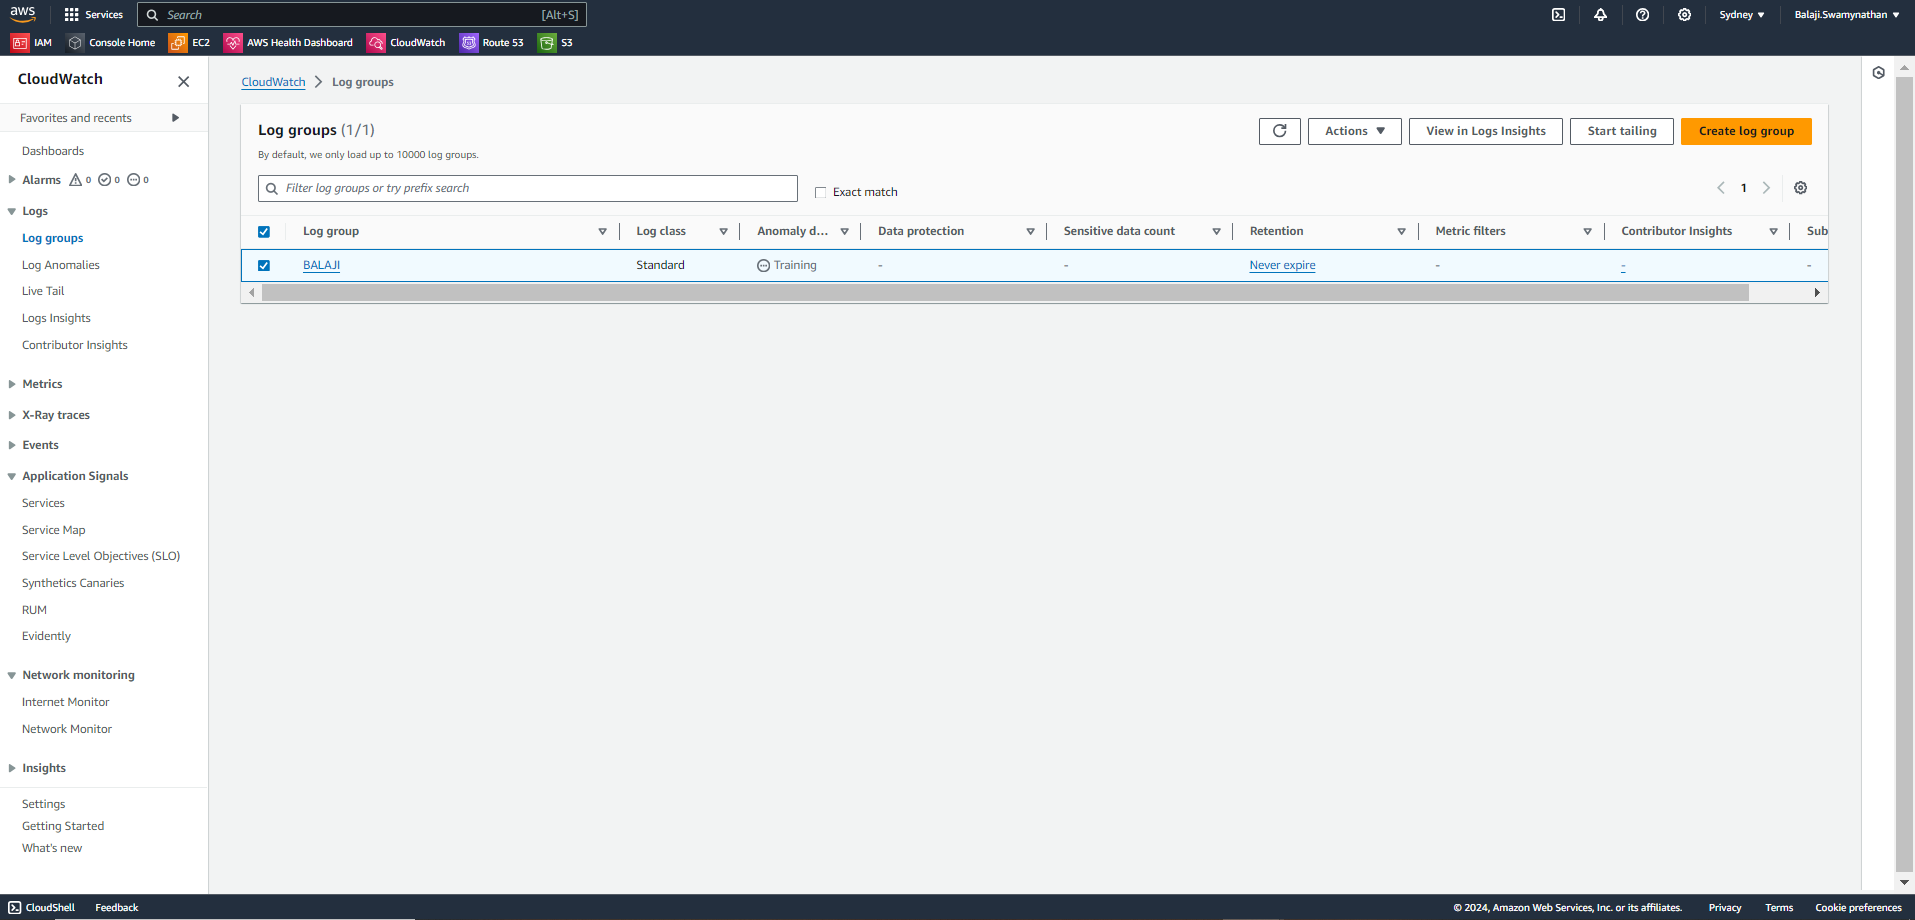 aws Services Search [Alt+S] Sydney Balaji.Swamynathan
IAM Console Home EC2 AWS Health Dashboard CloudWatch Route 53 S3
CloudWatch
Favorites and recents
Dashboards
Alarms 0 0 0
Logs
Log groups
Log Anomalies
Live Tail
Logs Insights
Contributor Insights
Metrics
X-Ray traces
Events
Application Signals
Services
Service Map
Service Level Objectives (SLO)
Synthetics Canaries
RUM
Evidently
Network monitoring
Internet Monitor
Network Monitor
Insights
Settings
Getting Started
What's new
CloudWatch Log groups
Log groups (1/1)
Actions View in Logs Insights Start tailing Create log group
By default, we only load up to 10000 log groups.
Filter log groups or try prefix search Exact match 1
Log group Log class Anomaly d... Data protection Sensitive data count Retention Metric filters Contributor Insights Sub
BALAJI Standard Training - - Never expire - - -
CloudShell Feedback © 2024, Amazon Web Services, Inc. or its affiliates. Privacy Terms Cookie preferences